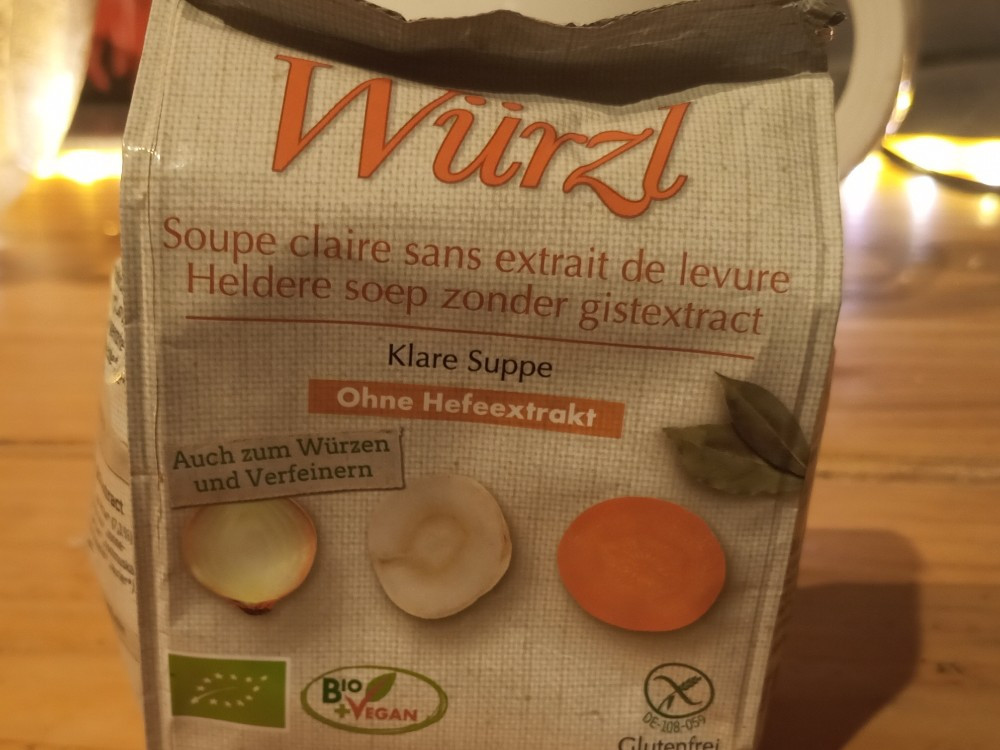 Würzl
Soupe claire sans extrait de levure
Heldere soep zonder gistextract
Klare Suppe
Ohne Hefeextrakt
Auch zum Würzen
und Verfeinern
BIO
+VEGAN
DE-108-059
Glutenfrei